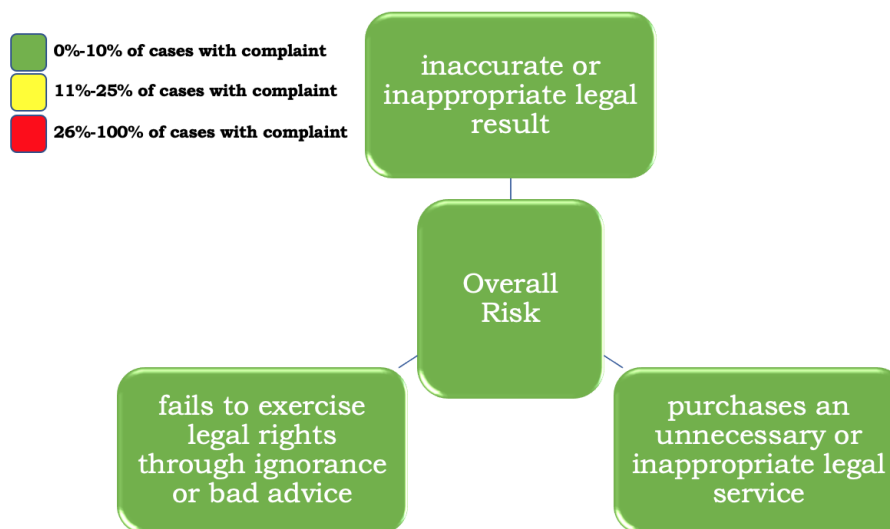 0%-10% of cases with complaint
11%-25% of cases with complaint
26%-100% of cases with complaint
inaccurate or
inappropriate legal
result
Overall
Risk
fails to exercise
legal rights
through ignorance
or bad advice
purchases an
unnecessary or
inappropriate legal
service